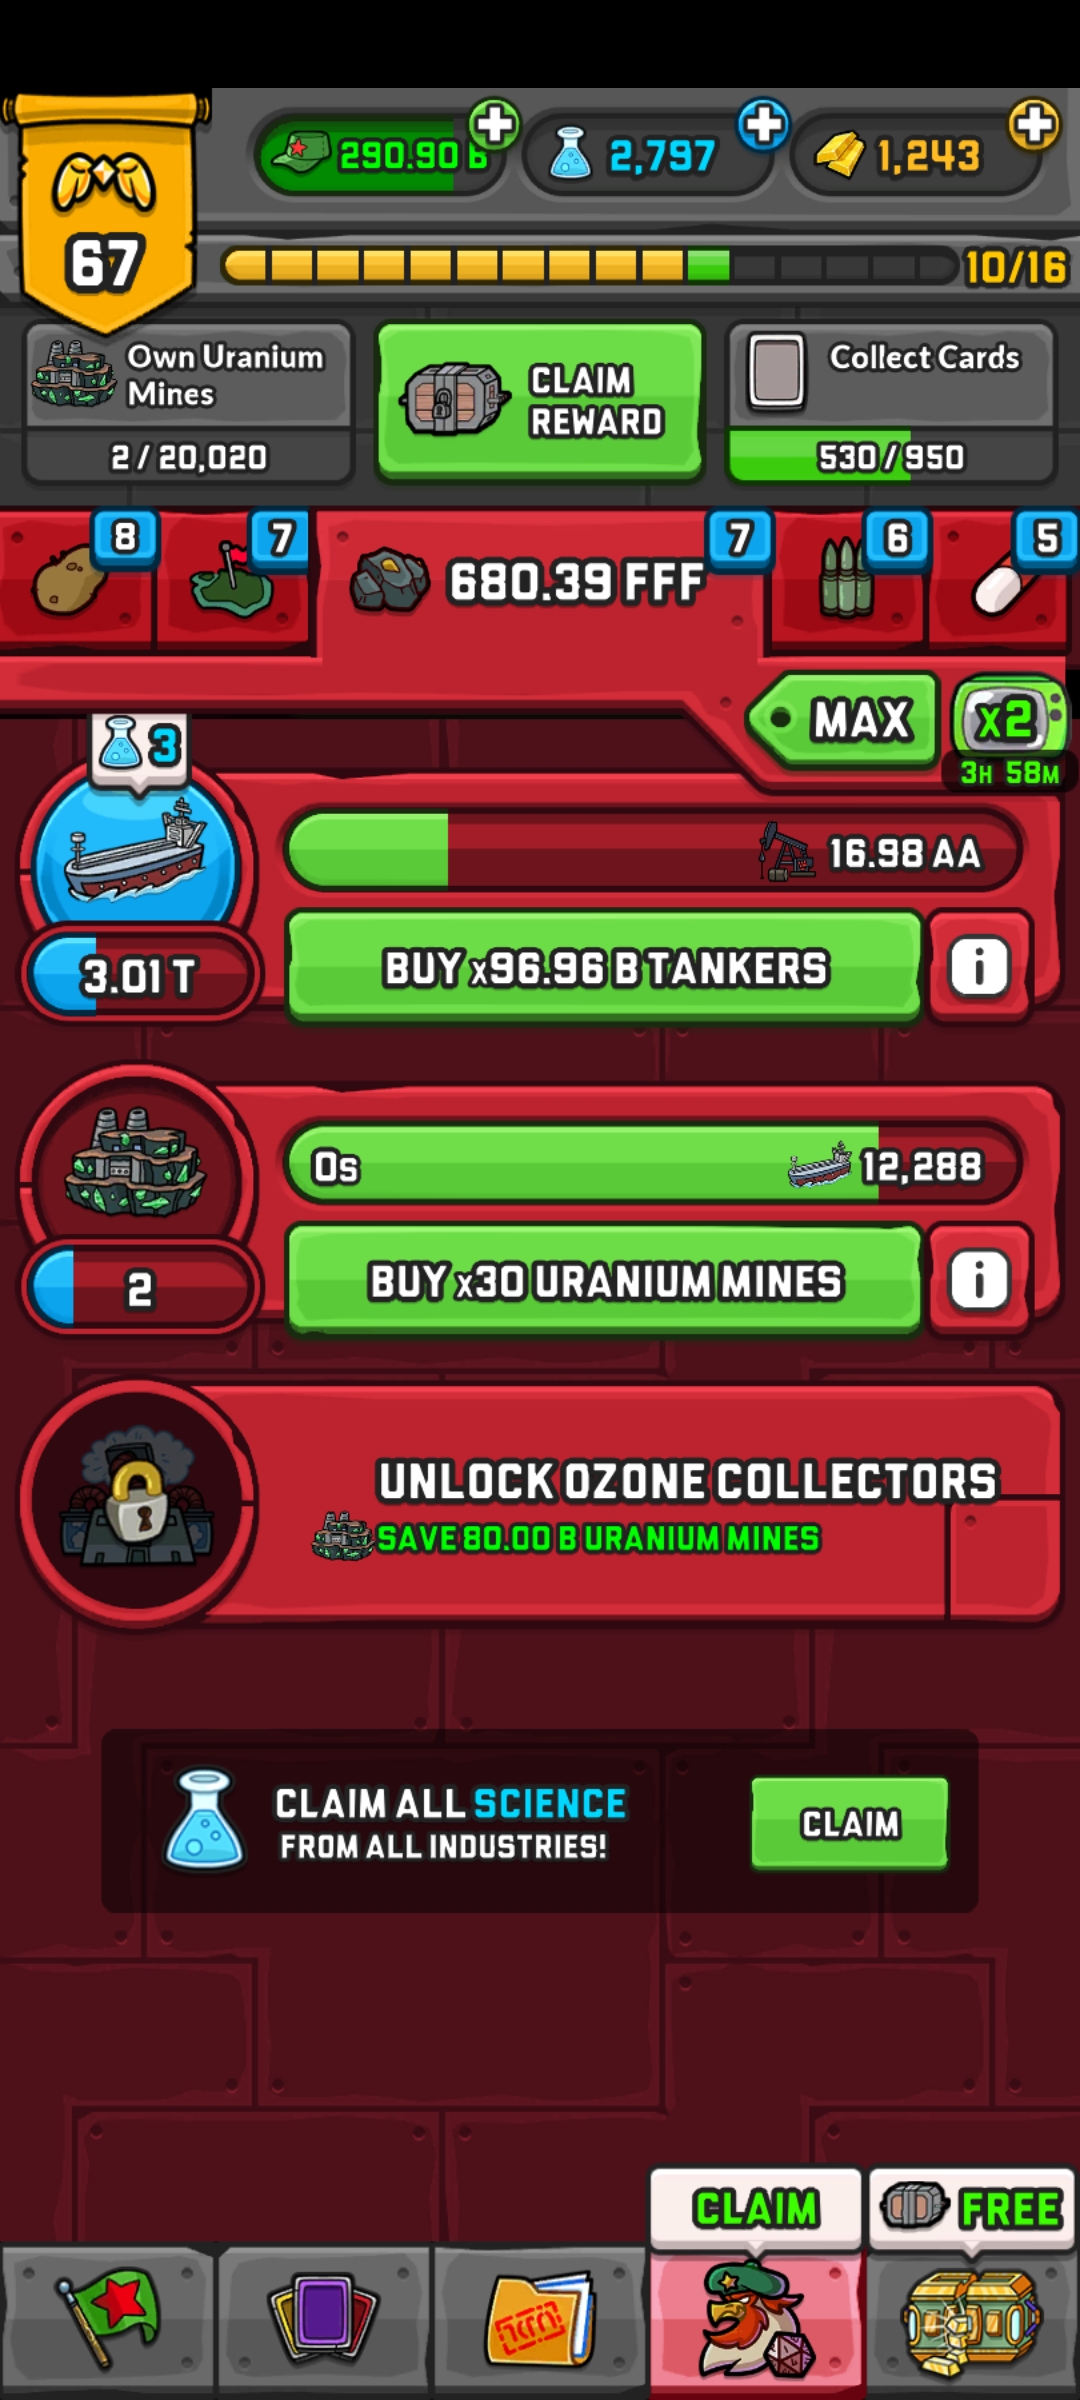 67
290.90 B
2,797
1,243
10/16
Own Uranium
Mines
2 / 20,020
CLAIM
REWARD
Collect Cards
530 / 950
8
7
680.39 FFF
7
6
5
MAX
x2
3H 58M
3
16.98 AA
3.01 T
BUY x96.96 B TANKERS
i
0s
12,288
2
BUY x30 URANIUM MINES
i
UNLOCK OZONE COLLECTORS
SAVE 80.00 B URANIUM MINES
CLAIM ALL SCIENCE
FROM ALL INDUSTRIES!
CLAIM
CLAIM
FREE